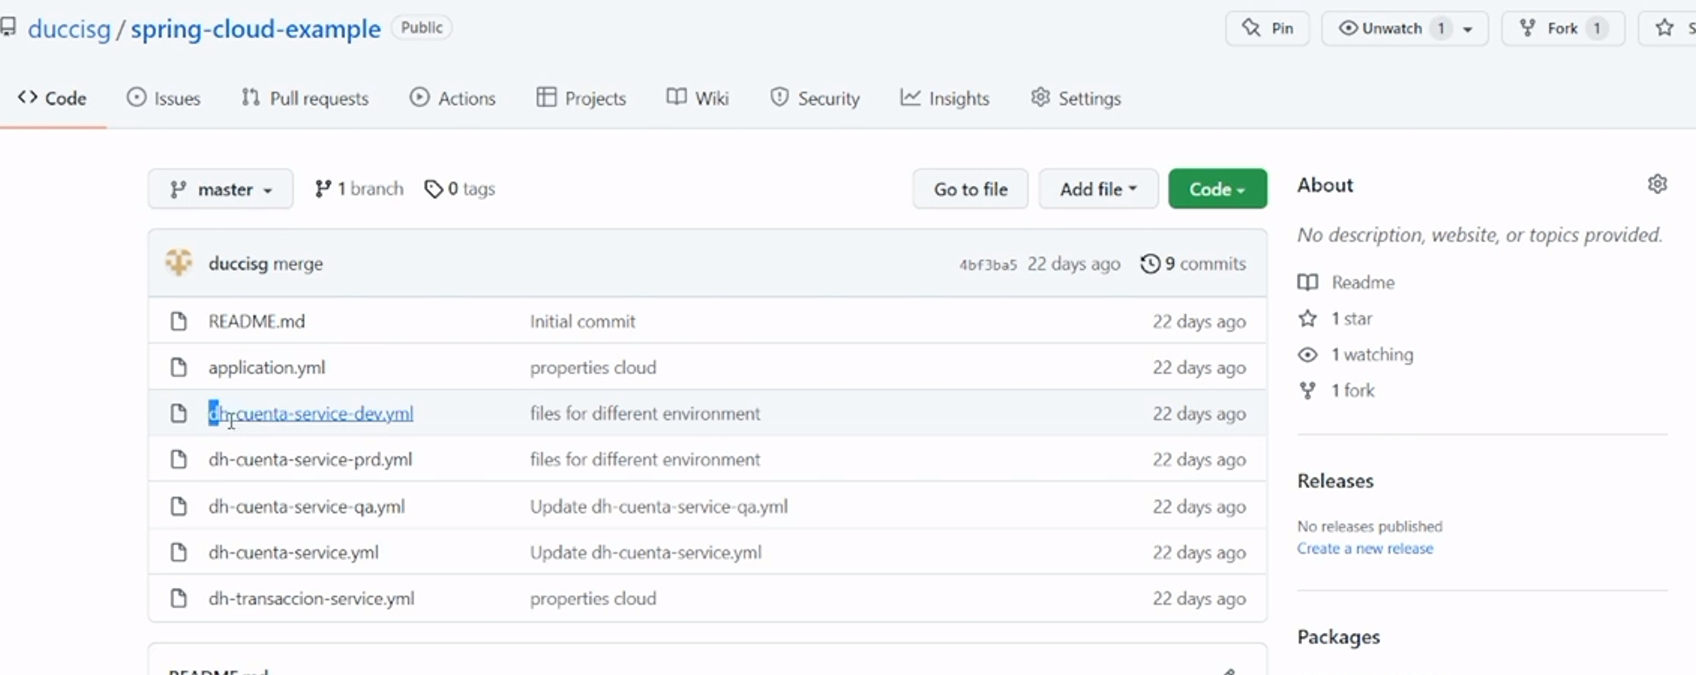 duccisg / spring-cloud-example Public
Pin Unwatch 1 Fork 1 S
Code Issues Pull requests Actions Projects Wiki Security Insights Settings
master 1 branch 0 tags Go to file Add file Code
duccisg merge 4bf3ba5 22 days ago 9 commits
README.md Initial commit 22 days ago
application.yml properties cloud 22 days ago
dh-cuenta-service-dev.yml files for different environment 22 days ago
dh-cuenta-service-prd.yml files for different environment 22 days ago
dh-cuenta-service-qa.yml Update dh-cuenta-service-qa.yml 22 days ago
dh-cuenta-service.yml Update dh-cuenta-service.yml 22 days ago
dh-transaccion-service.yml properties cloud 22 days ago
README.md
About
No description, website, or topics provided.
Readme
1 star
1 watching
1 fork
Releases
No releases published
Create a new release
Packages